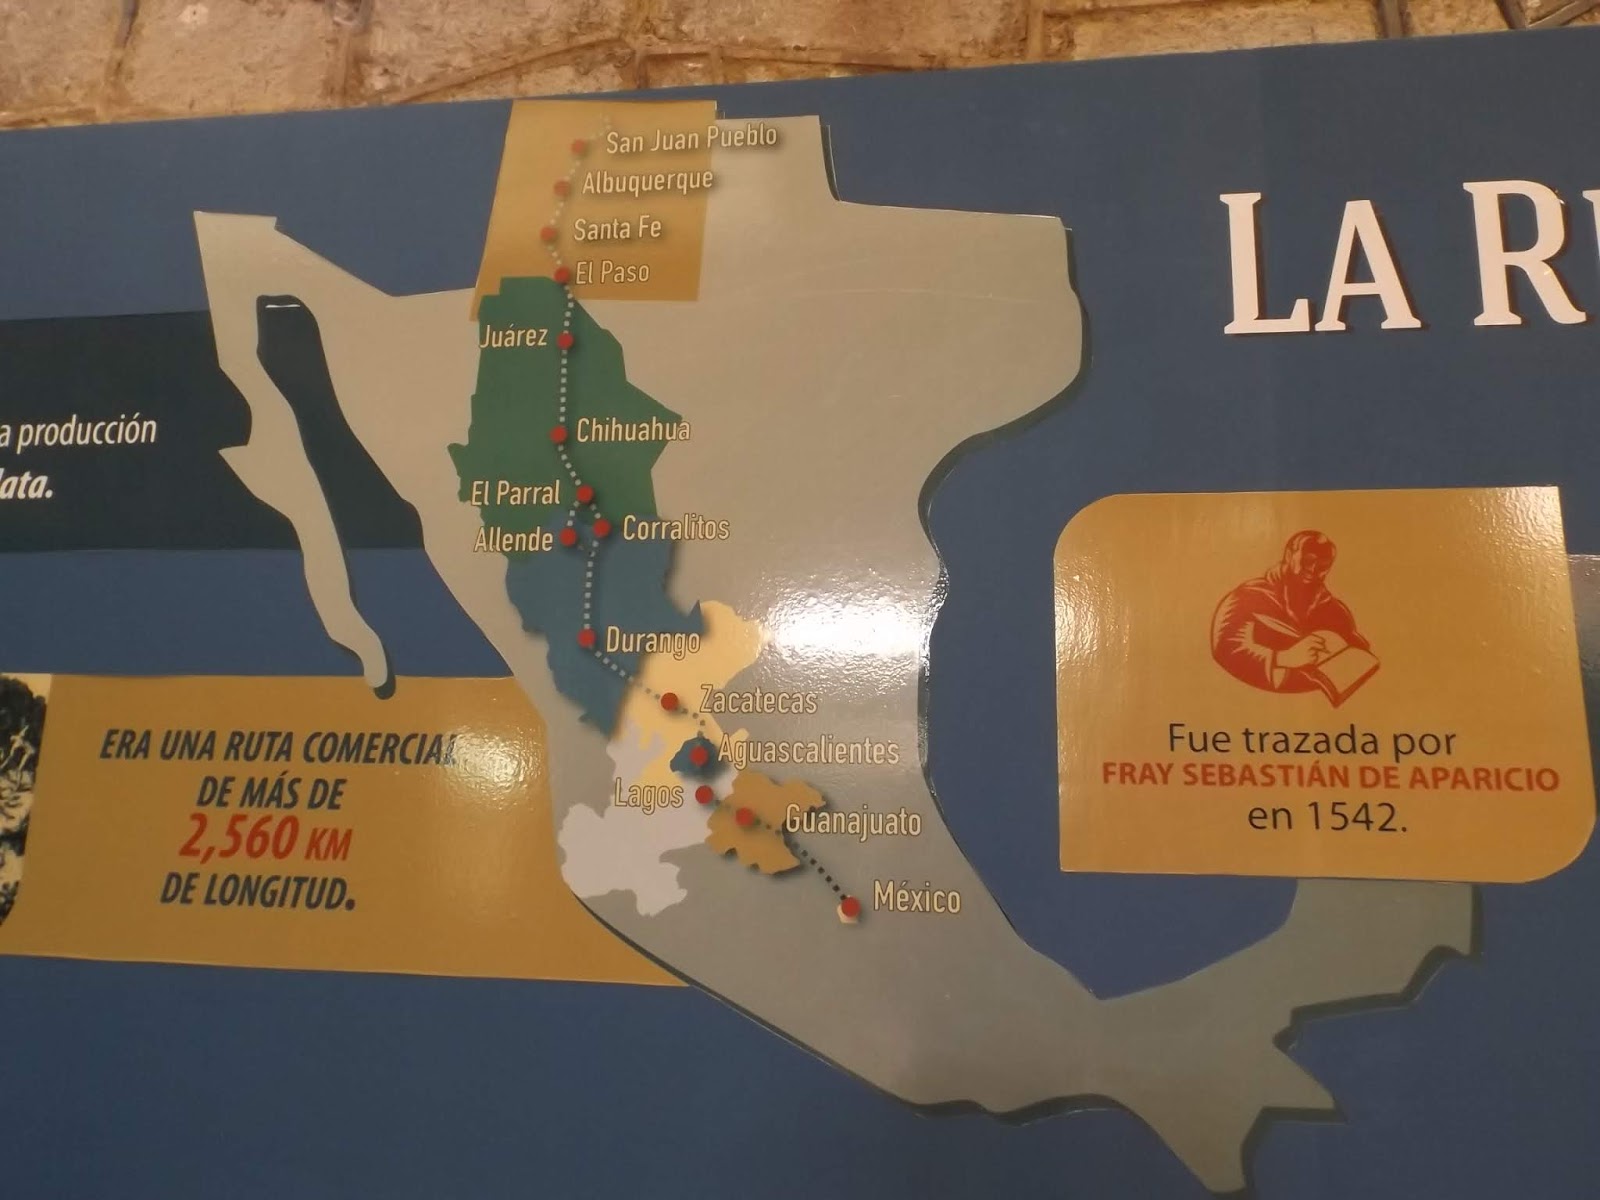 San Juan Pueblo
Albuquerque
Santa Fe
El Paso
Juárez
Chihuahua
El Parral
Corralitos
Allende
Durango
Zacatecas
Aguascalientes
Lagos
Guanajuato
México
LA
a producción
ERA UNA RUTA COMERCIAL
DE MÁS DE
2,560 KM
DE LONGITUD.
Fue trazada por
FRAY SEBASTIÁN DE APARICIO
en 1542.